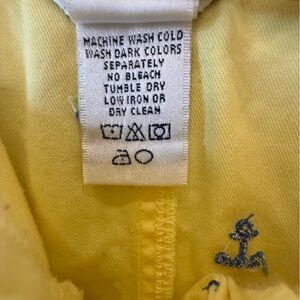 MACHINE WASH COLD
WASH DARK COLORS
SEPARATELY
NO BLEACH
TUMBLE DRY
LOW IRON OR
DRY CLEAN